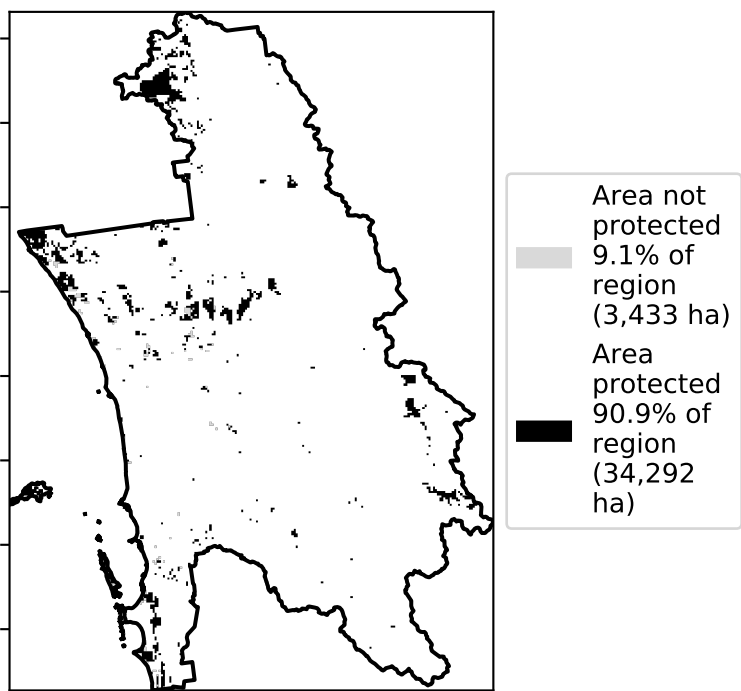 Area not
protected
9.1% of
region
(3,433 ha)
Area
protected
90.9% of
region
(34,292
ha)